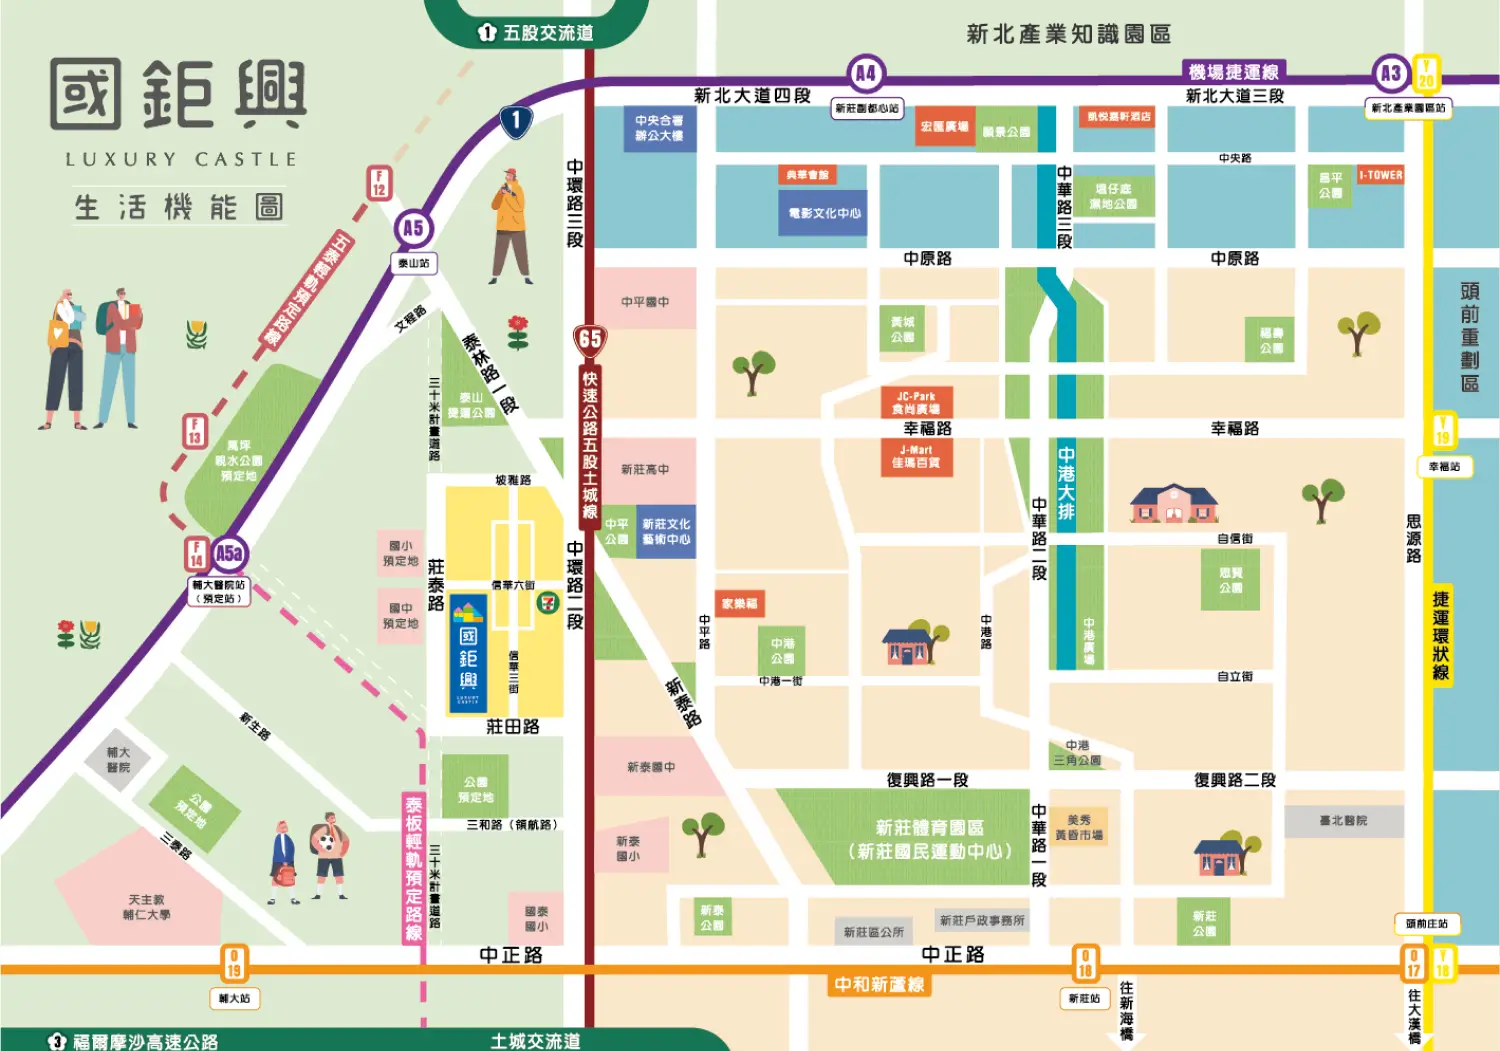 國鉅興
LUXURY CASTLE
生活機能圖
1 五股交流道
新北產業知識園區
A4
新莊副都心站
機場捷運線
A3
Y
20
新北產業園區站
新北大道四段
新北大道三段
1
中央合署
辦公大樓
宏匯廣場
願景公園
凱悅嘉軒酒店
中央路
典華會館
電影文化中心
中環路三段
中華路三段
塭仔底
濕地公園
昌平
公園
I-TOWER
F
12
A5
泰山站
五泰輕軌預定路線
中原路
中原路
頭前重劃區
中平國中
黃城
公園
福壽
公園
文程路
泰林路一段
65
快速公路五股土城線
三十米計畫道路
泰山
捷運公園
JC-Park
食尚廣場
幸福路
幸福路
J-Mart
佳瑪百貨
Y
19
幸福站
F
13
萬坪
親水公園
預定地
新莊高中
中港大排
坡雅路
中平
公園
新莊文化
藝術中心
中華路二段
自信街
思源路
F
14
A5a
輔大醫院站
（預定站）
國小
預定地
國中
預定地
莊泰路
信華六街
7
中環路二段
信華三街
國鉅興
LUXURY
CASTLE
莊田路
家樂福
中平路
中港
公園
中港一街
中港路
中港廣場
思賢
公園
自立街
捷運環狀線
新泰路
新生路
輔大
醫院
公園
預定地
三泰路
公園
預定地
三和路（領航路）
泰板輕軌預定路線
三十米計畫道路
新泰國中
中港
三角公園
復興路一段
復興路二段
新莊體育園區
（新莊國民運動中心）
中華路一段
美秀
黃昏市場
臺北醫院
新泰
國小
天主教
輔仁大學
國泰
國小
新泰
公園
新莊區公所
新莊戶政事務所
新莊
公園
頭前庄站
中正路
中正路
O
19
輔大站
中和新蘆線
O
18
新莊站
往新海橋
O
17
Y
18
往大漢橋
3 福爾摩沙高速公路
土城交流道